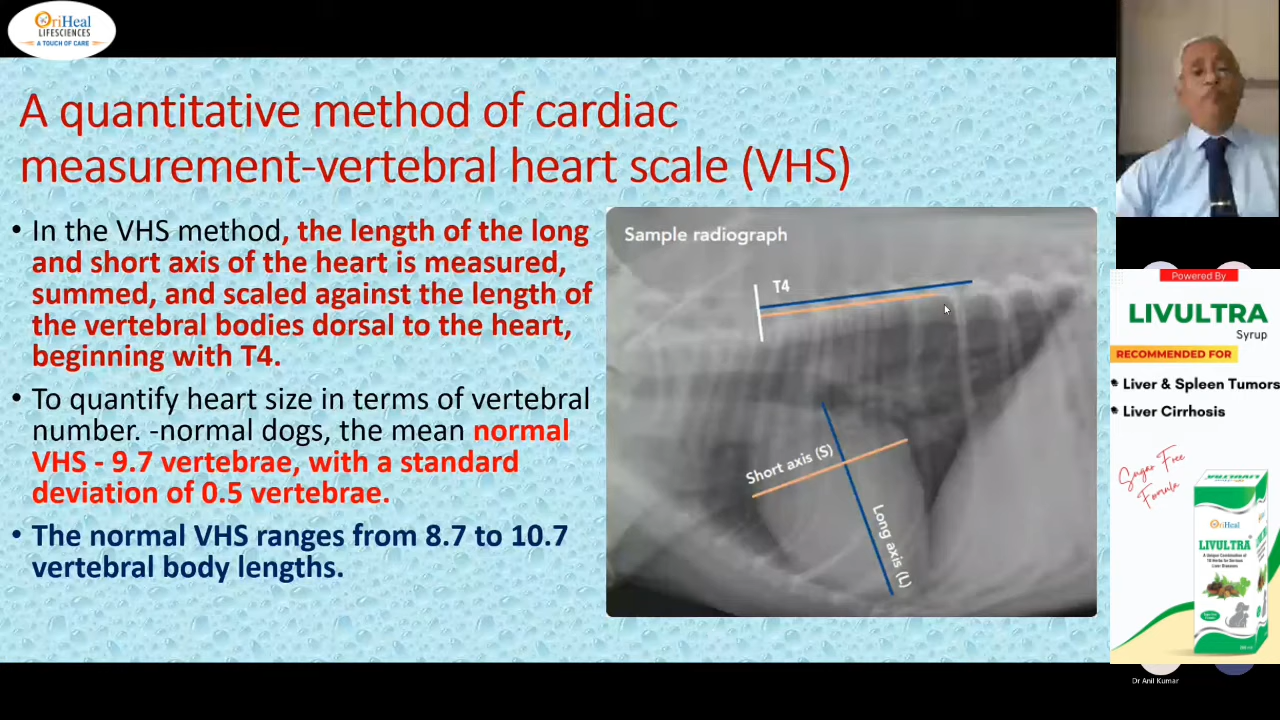 OriHeal
LIFESCIENCES
A TOUCH OF CARE
A quantitative method of cardiac
measurement-vertebral heart scale (VHS)
• In the VHS method, the length of the long
and short axis of the heart is measured,
summed, and scaled against the length of
the vertebral bodies dorsal to the heart,
beginning with T4.
• To quantify heart size in terms of vertebral
number. -normal dogs, the mean normal
VHS - 9.7 vertebrae, with a standard
deviation of 0.5 vertebrae.
• The normal VHS ranges from 8.7 to 10.7
vertebral body lengths.
Sample radiograph
T4
Short axis (S)
Long axis (L)
Powered By
LIVULTRA
Syrup
RECOMMENDED FOR
Liver & Spleen Tumors
Liver Cirrhosis
Sugar Free
Formula
LIVULTRA
OriHeal
LIVULTRA
Dr Anil Kumar